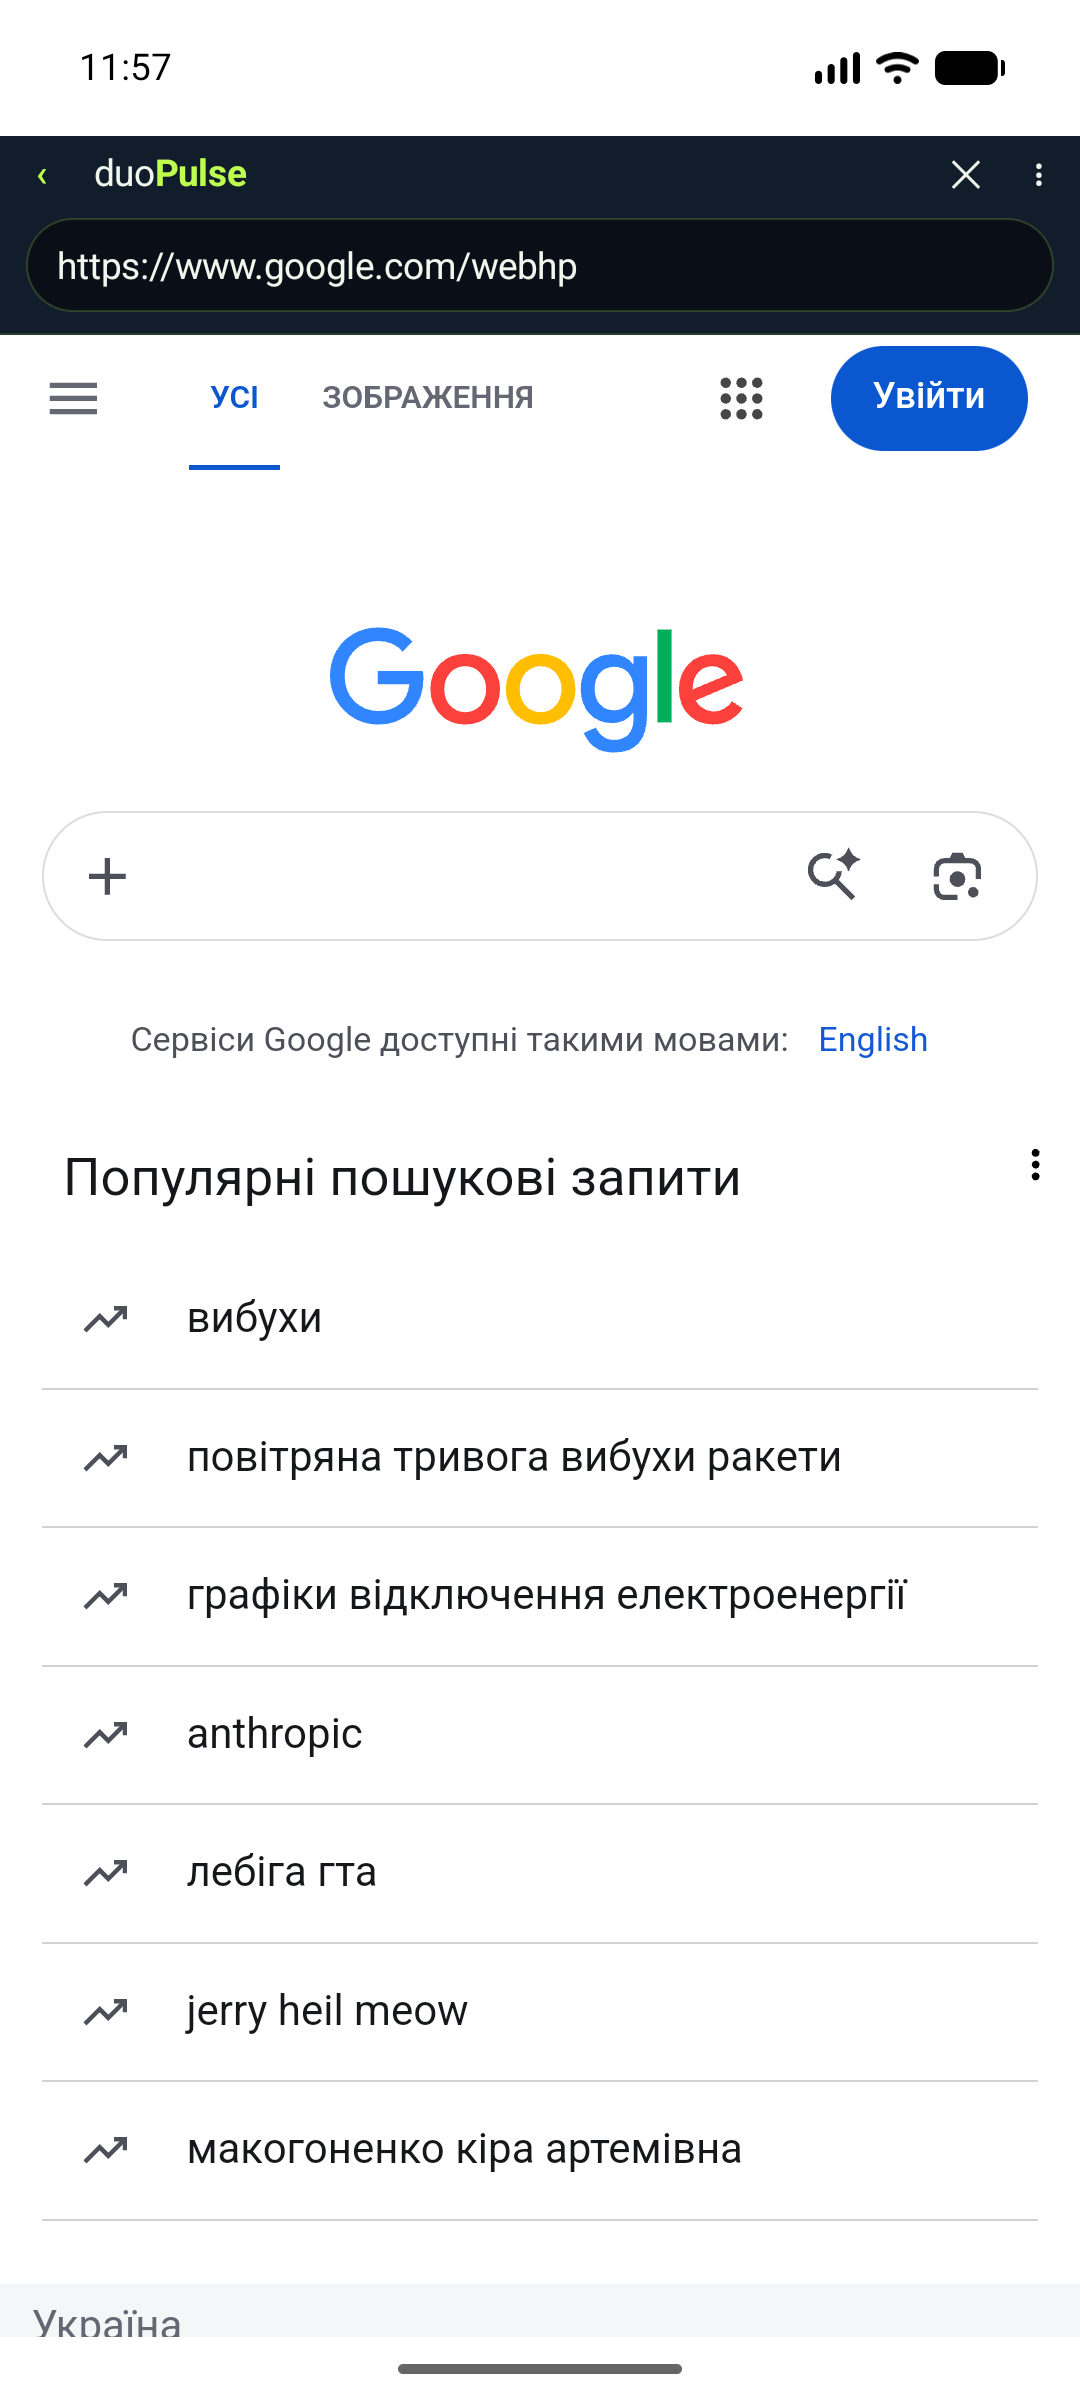 11:57
‹ duoPulse
https://www.google.com/webhp
УСІ ЗОБРАЖЕННЯ Увійти
Google
Сервіси Google доступні такими мовами: English
Популярні пошукові запити
вибухи
повітряна тривога вибухи ракети
графіки відключення електроенергії
anthropic
лебіга гта
jerry heil meow
макогоненко кіра артемівна
Україна